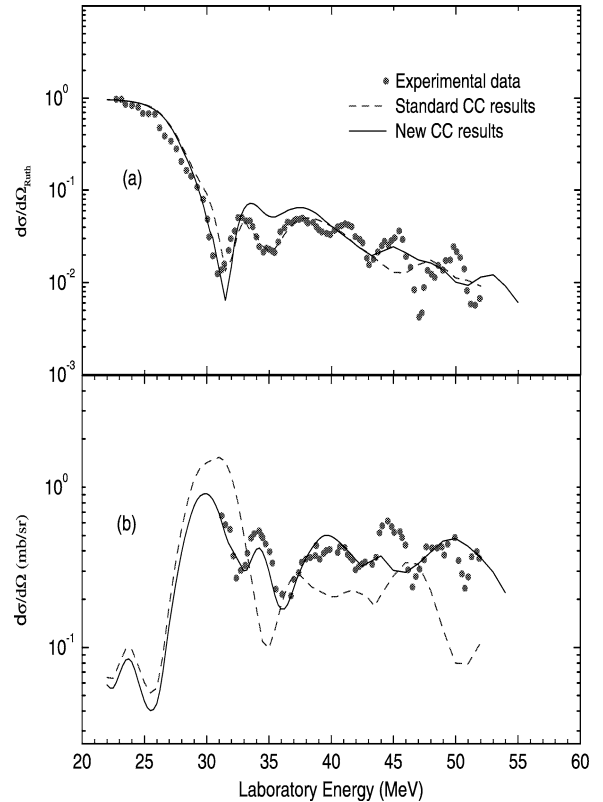 10⁰
10⁻¹
10⁻²
10⁻³
dσ/dΩ_Ruth
(a)
Experimental data
Standard CC results
New CC results
10⁰
10⁻¹
dσ/dΩ (mb/sr)
(b)
20 25 30 35 40 45 50 55 60
Laboratory Energy (MeV)